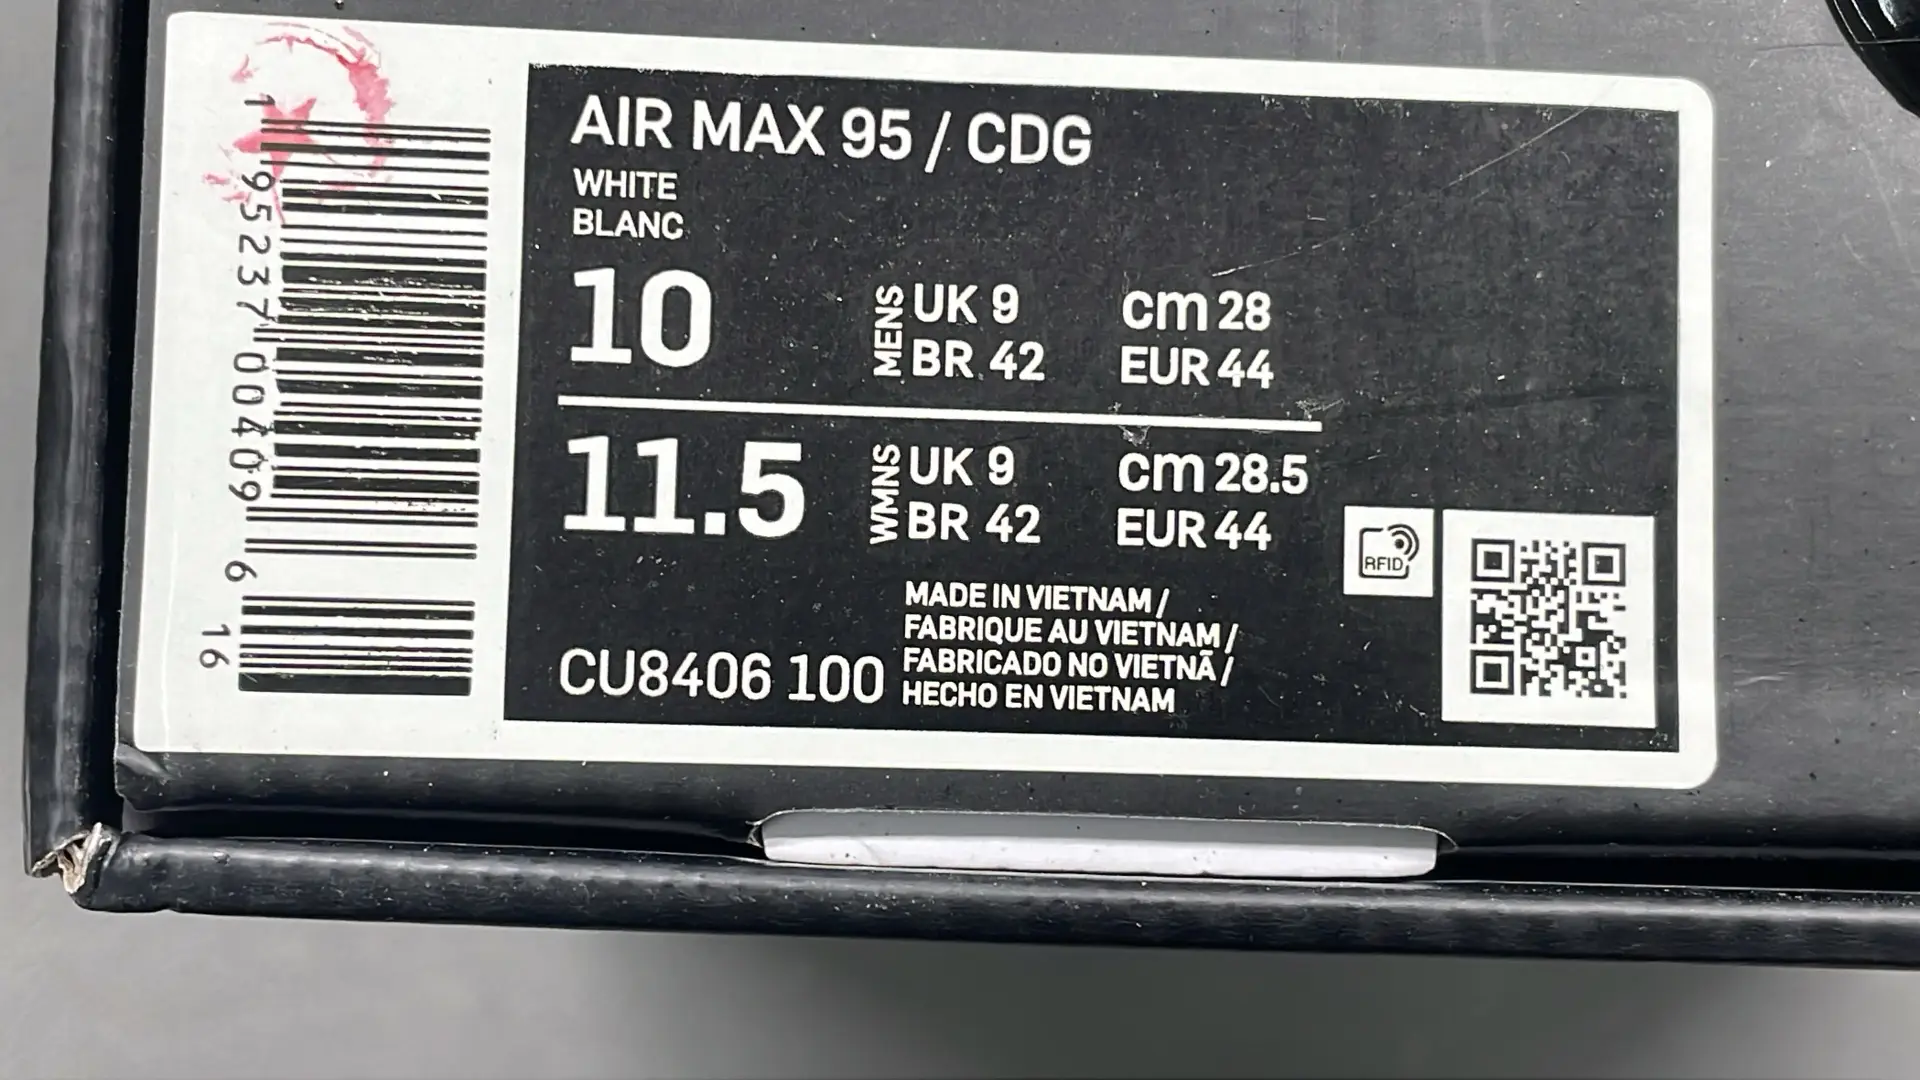 AIR MAX 95 / CDG
WHITE
BLANC
10
MENS
UK 9 cm 28
BR 42 EUR 44
11.5
WMNS
UK 9 cm 28.5
BR 42 EUR 44
RFID
MADE IN VIETNAM /
FABRIQUE AU VIETNAM /
FABRICADO NO VIETNÃ /
HECHO EN VIETNAM
CU8406 100
1 95237 00409 6 16